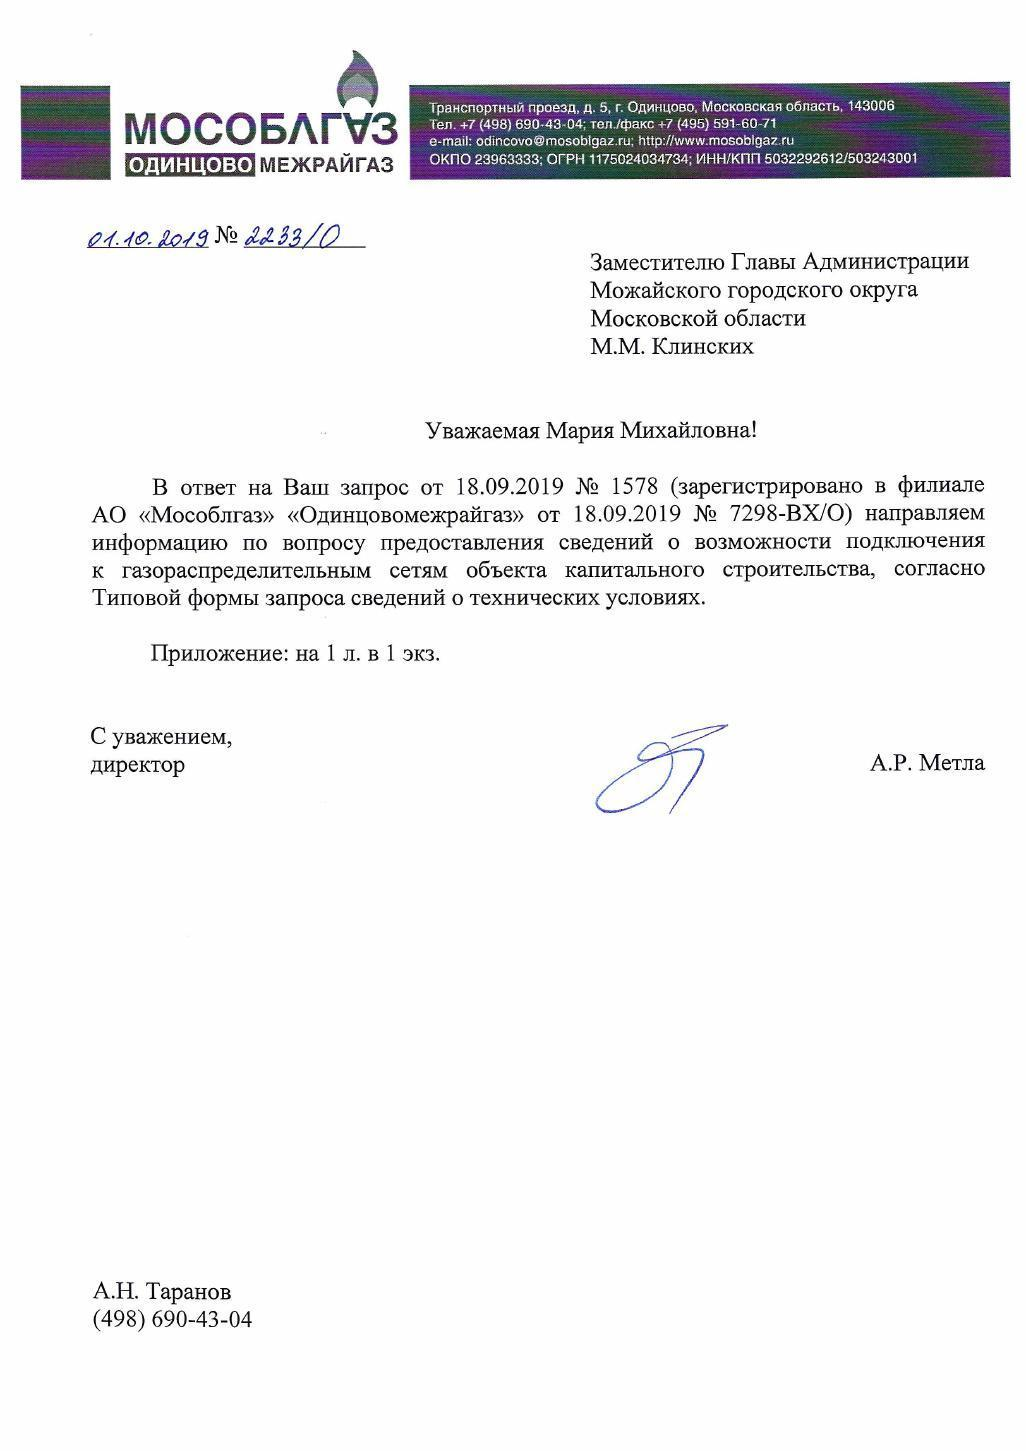 МОСОБЛГАЗ
ОДИНЦОВО МЕЖРАЙГАЗ
Транспортный проезд, д. 5, г. Одинцово, Московская область, 143006
Тел. +7 (498) 690-43-04; тел./факс +7 (495) 591-60-71
e-mail: odincovo@mosoblgaz.ru; http://www.mosoblgaz.ru
ОКПО 23963333; ОГРН 1175024034734; ИНН/КПП 5032292612/503243001
01.10.2019 № 2233/О
Заместителю Главы Администрации
Можайского городского округа
Московской области
М.М. Клинских
Уважаемая Мария Михайловна!
В ответ на Ваш запрос от 18.09.2019 № 1578 (зарегистрировано в филиале
АО «Мособлгаз» «Одинцовомежрайгаз» от 18.09.2019 № 7298-ВХ/О) направляем
информацию по вопросу предоставления сведений о возможности подключения
к газораспределительным сетям объекта капитального строительства, согласно
Типовой формы запроса сведений о технических условиях.
Приложение: на 1 л. в 1 экз.
С уважением,
директор
А.Р. Метла
А.Н. Таранов
(498) 690-43-04